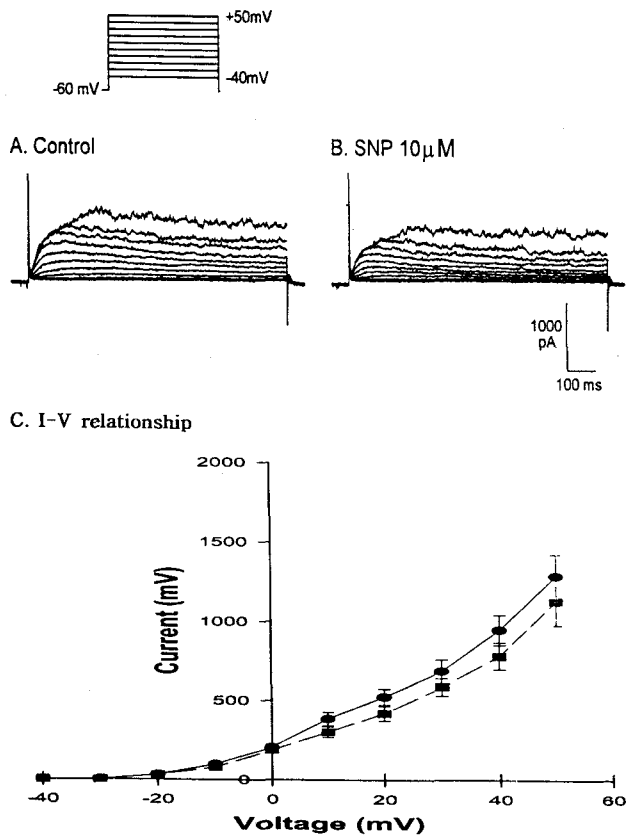 +50mV
-60 mV
-40mV
A. Control
B. SNP 10μM
1000
pA
100 ms
C. I-V relationship
2000
1500
1000
500
0
Current (mV)
-40
-20
0
20
40
60
Voltage (mV)